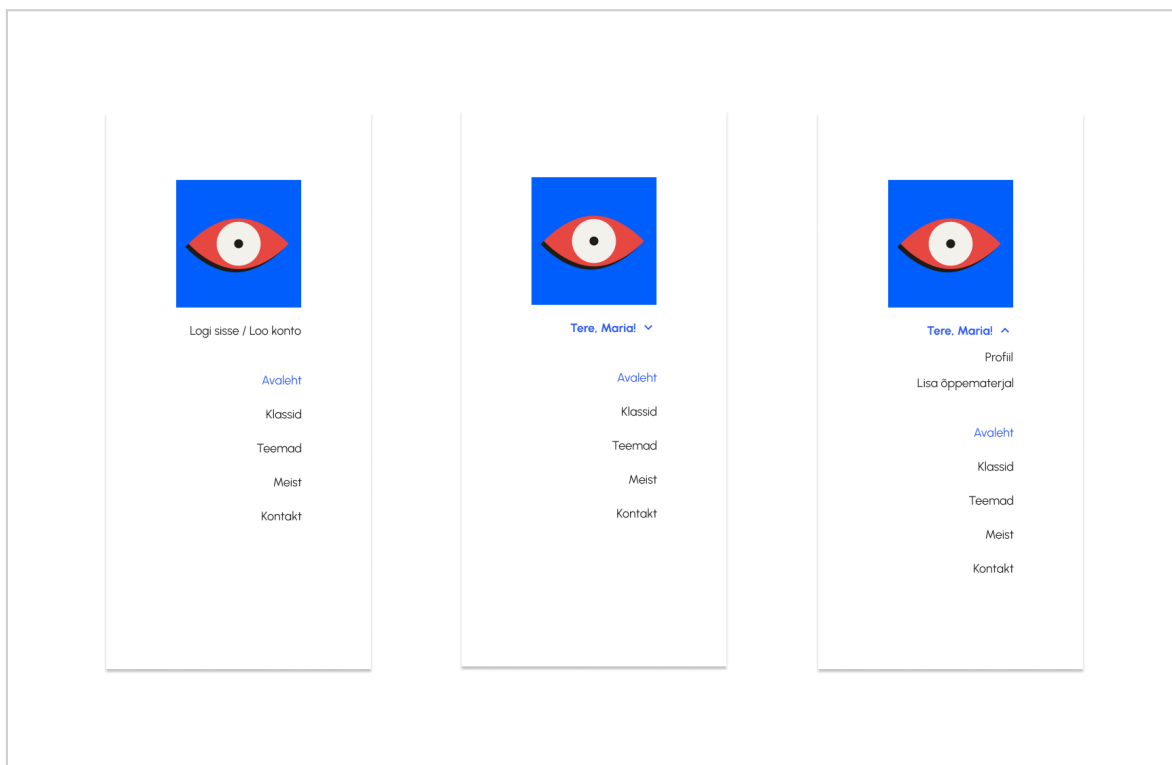 Logi sisse / Loo konto
Avaleht
Klassid
Teemad
Meist
Kontakt
Tere, Maria!
Avaleht
Klassid
Teemad
Meist
Kontakt
Tere, Maria!
Profiil
Lisa õppematerjal
Avaleht
Klassid
Teemad
Meist
Kontakt